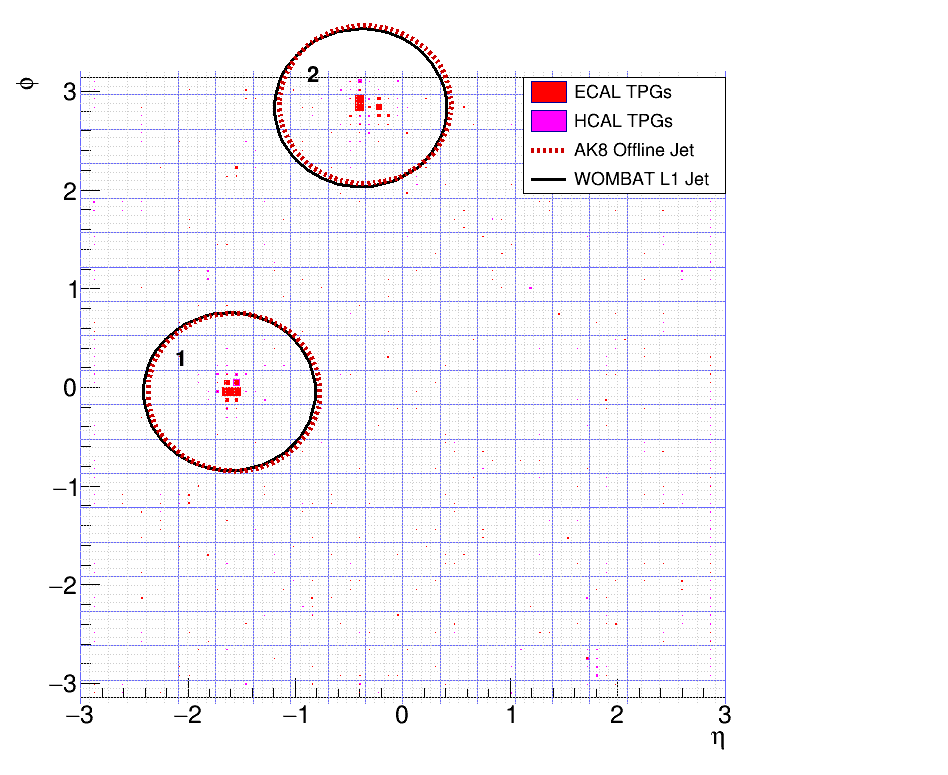 ϕ
2
3
ECAL TPGs
HCAL TPGs
AK8 Offline Jet
WOMBAT L1 Jet
2
1
1
0
−1
−2
−3
−3 −2 −1 0 1 2 3
η